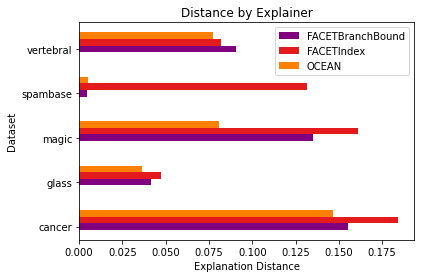 Distance by Explainer
FACETBranchBound
FACETIndex
OCEAN
Dataset
vertebral
spambase
magic
glass
cancer
0.000 0.025 0.050 0.075 0.100 0.125 0.150 0.175
Explanation Distance